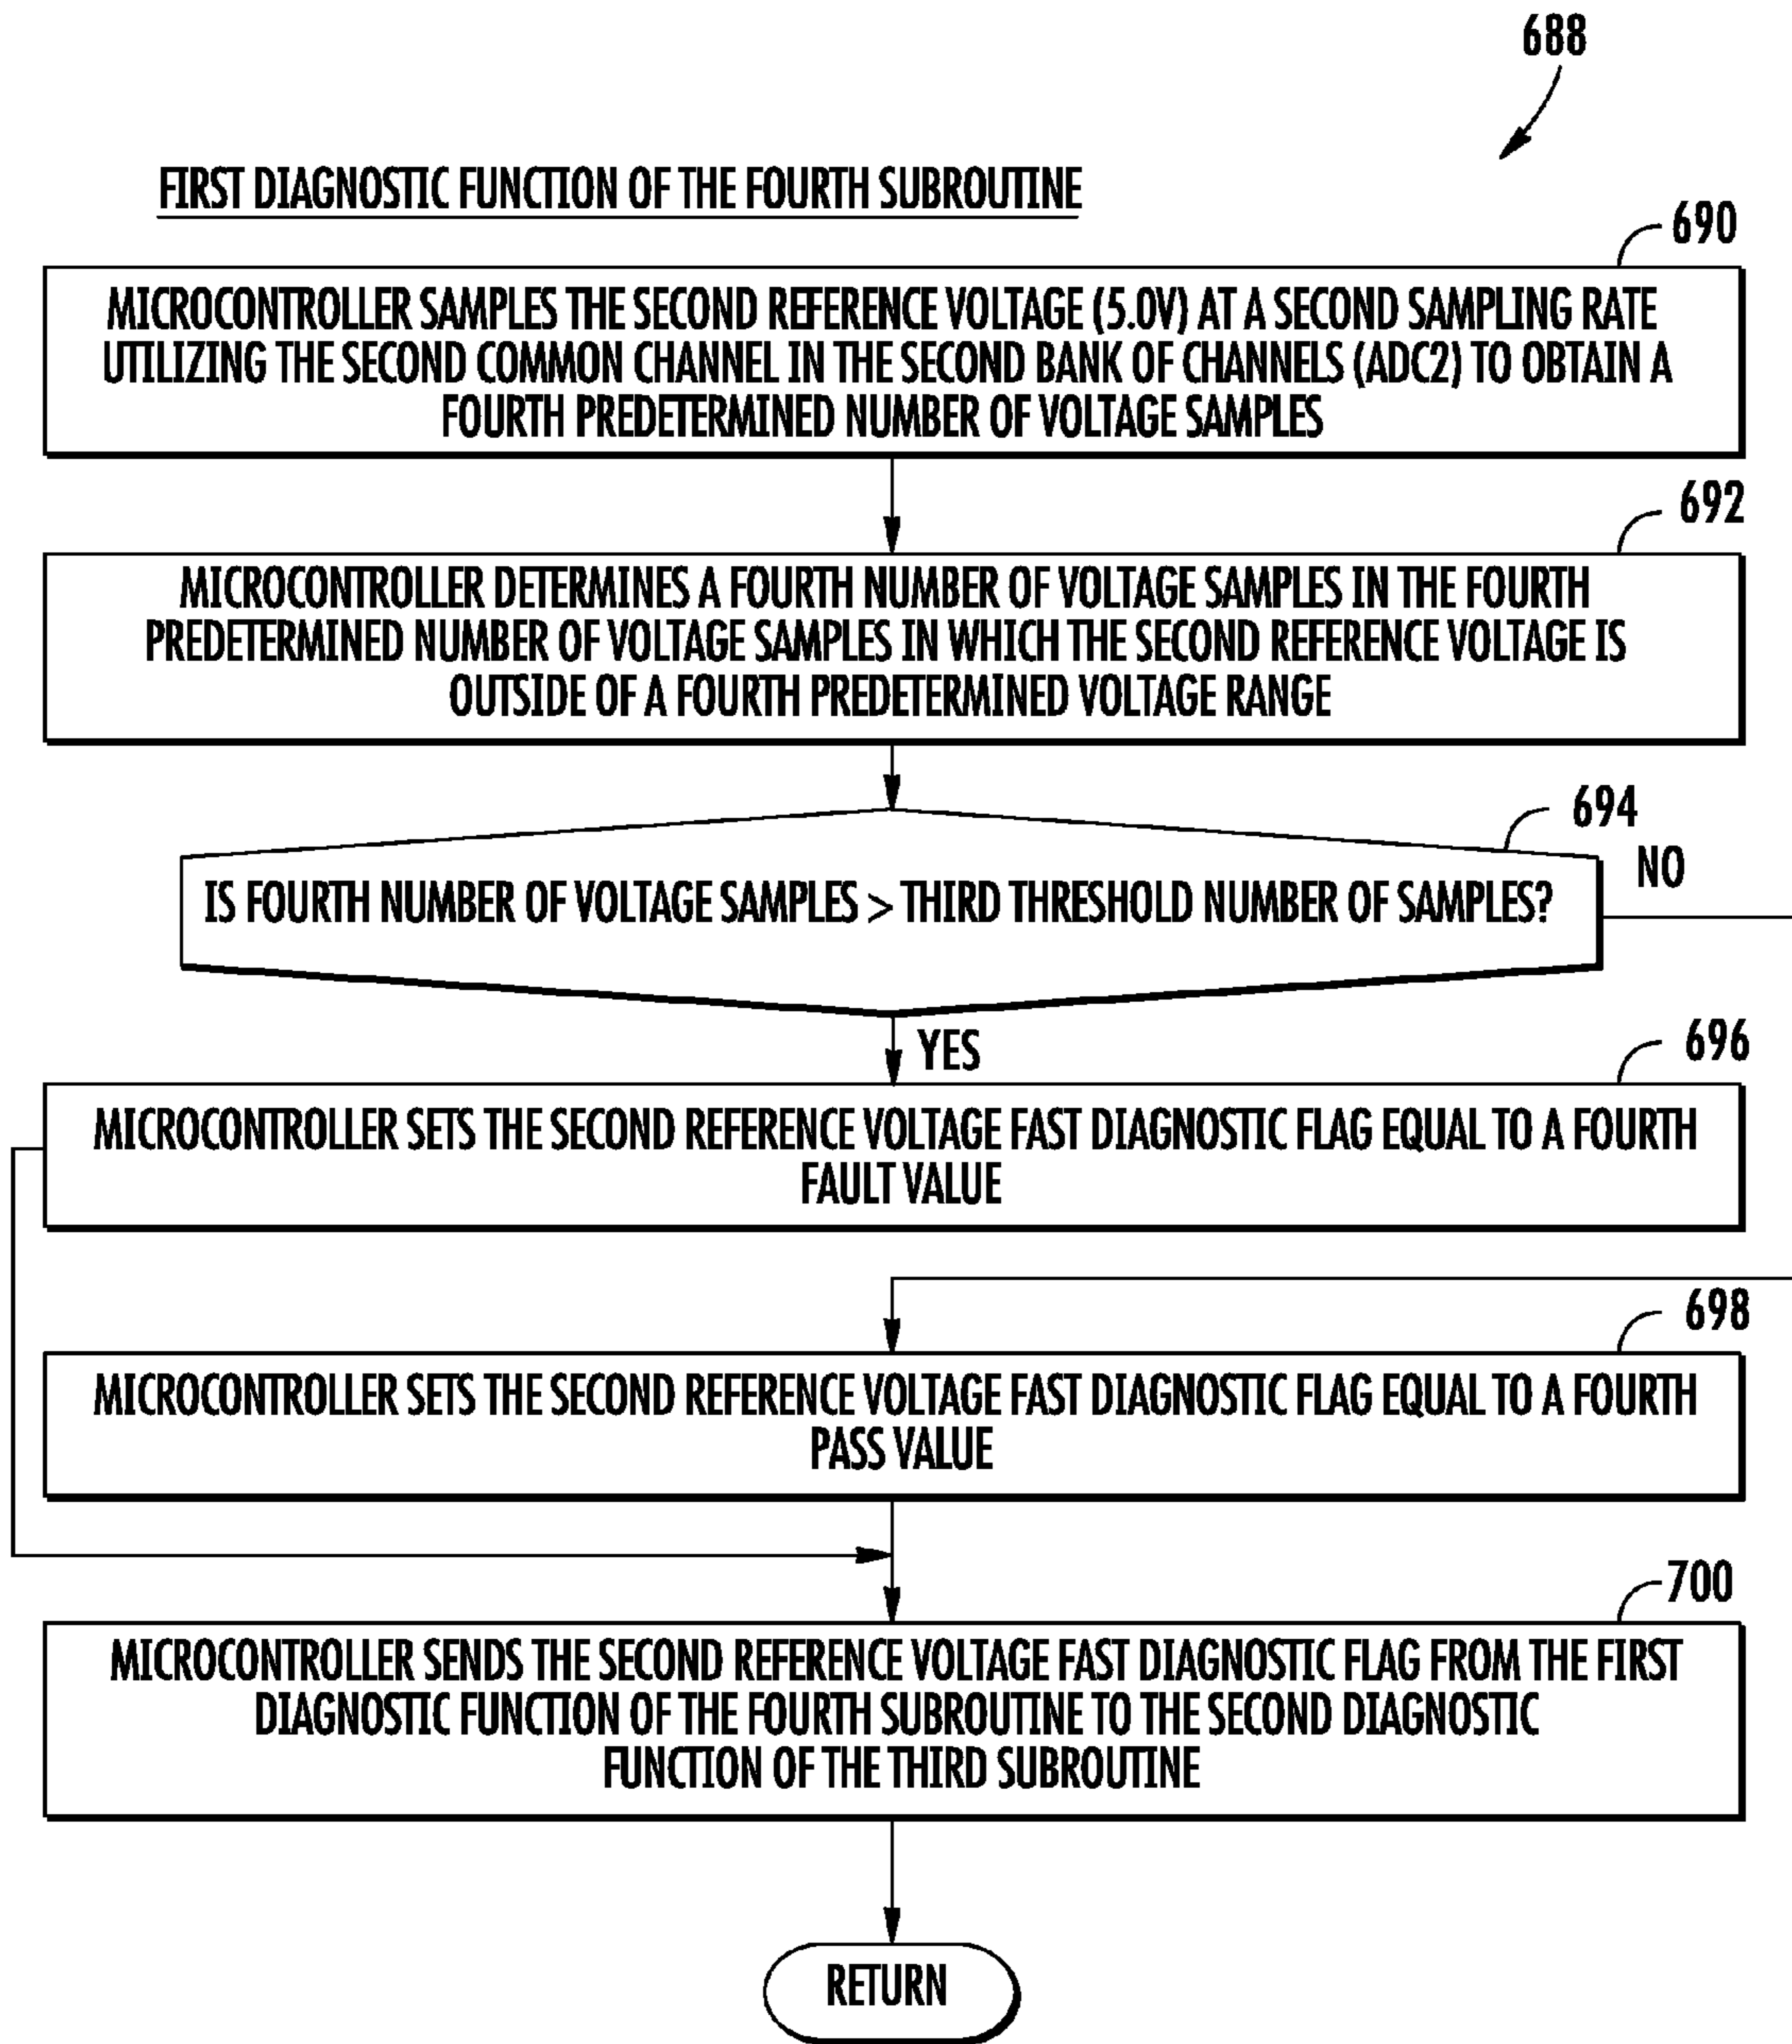 688
FIRST DIAGNOSTIC FUNCTION OF THE FOURTH SUBROUTINE
690
MICROCONTROLLER SAMPLES THE SECOND REFERENCE VOLTAGE (5.0V) AT A SECOND SAMPLING RATE
UTILIZING THE SECOND COMMON CHANNEL IN THE SECOND BANK OF CHANNELS (ADC2) TO OBTAIN A
FOURTH PREDETERMINED NUMBER OF VOLTAGE SAMPLES
692
MICROCONTROLLER DETERMINES A FOURTH NUMBER OF VOLTAGE SAMPLES IN THE FOURTH
PREDETERMINED NUMBER OF VOLTAGE SAMPLES IN WHICH THE SECOND REFERENCE VOLTAGE IS
OUTSIDE OF A FOURTH PREDETERMINED VOLTAGE RANGE
694
NO
IS FOURTH NUMBER OF VOLTAGE SAMPLES > THIRD THRESHOLD NUMBER OF SAMPLES?
YES
696
MICROCONTROLLER SETS THE SECOND REFERENCE VOLTAGE FAST DIAGNOSTIC FLAG EQUAL TO A FOURTH
FAULT VALUE
698
MICROCONTROLLER SETS THE SECOND REFERENCE VOLTAGE FAST DIAGNOSTIC FLAG EQUAL TO A FOURTH
PASS VALUE
700
MICROCONTROLLER SENDS THE SECOND REFERENCE VOLTAGE FAST DIAGNOSTIC FLAG FROM THE FIRST
DIAGNOSTIC FUNCTION OF THE FOURTH SUBROUTINE TO THE SECOND DIAGNOSTIC
FUNCTION OF THE THIRD SUBROUTINE
RETURN